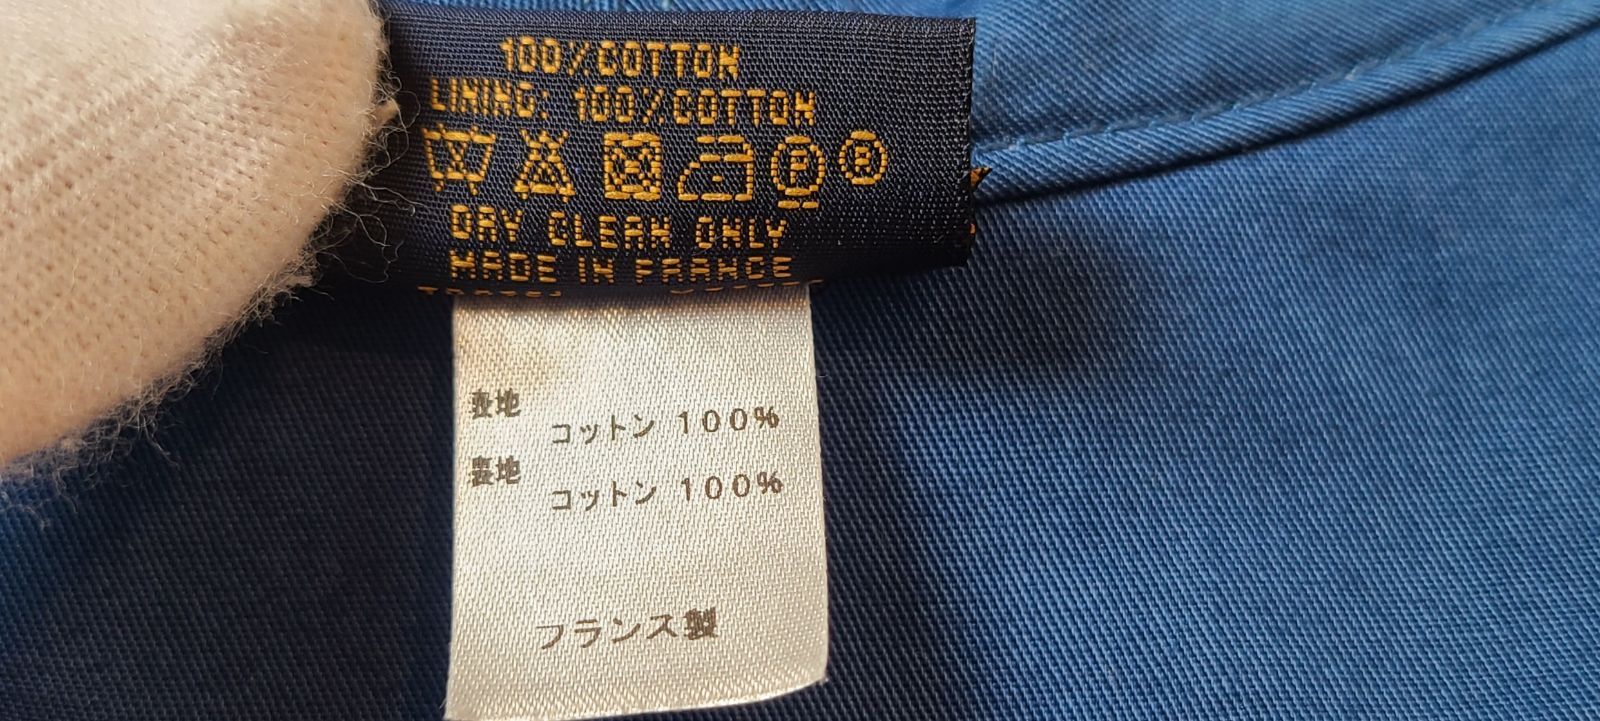 100%COTTON
LINING: 100%COTTON
P R
DRY CLEAN ONLY
MADE IN FRANCE
表地
コットン 100%
裏地
コットン 100%
フランス製